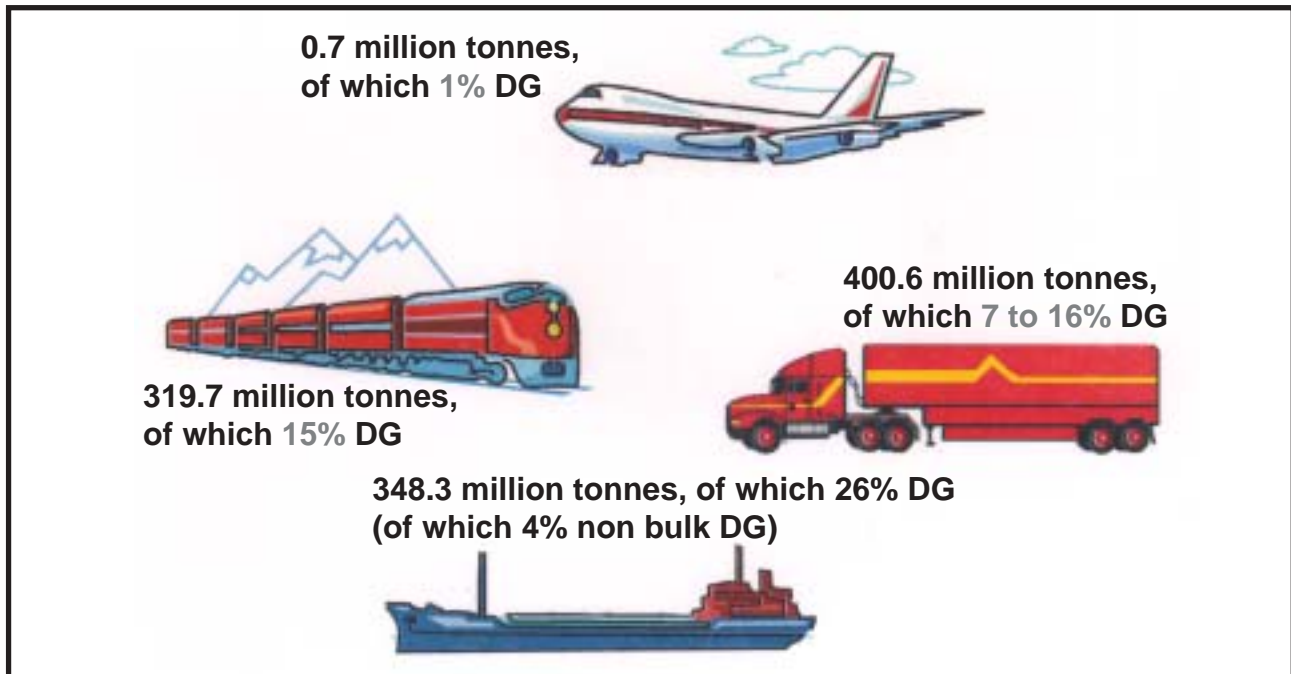 0.7 million tonnes,
of which 1% DG
400.6 million tonnes,
of which 7 to 16% DG
319.7 million tonnes,
of which 15% DG
348.3 million tonnes, of which 26% DG
(of which 4% non bulk DG)